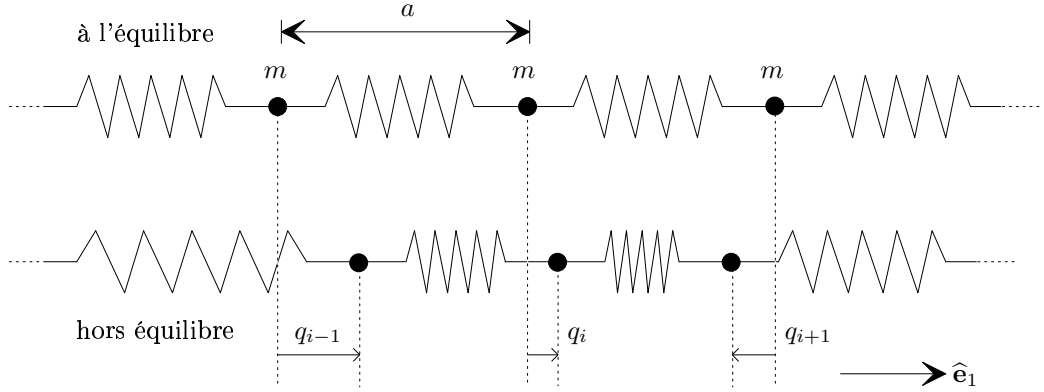 a
à l'équilibre
m m m
hors équilibre
q_{i−1} q_i q_{i+1}
ê_1